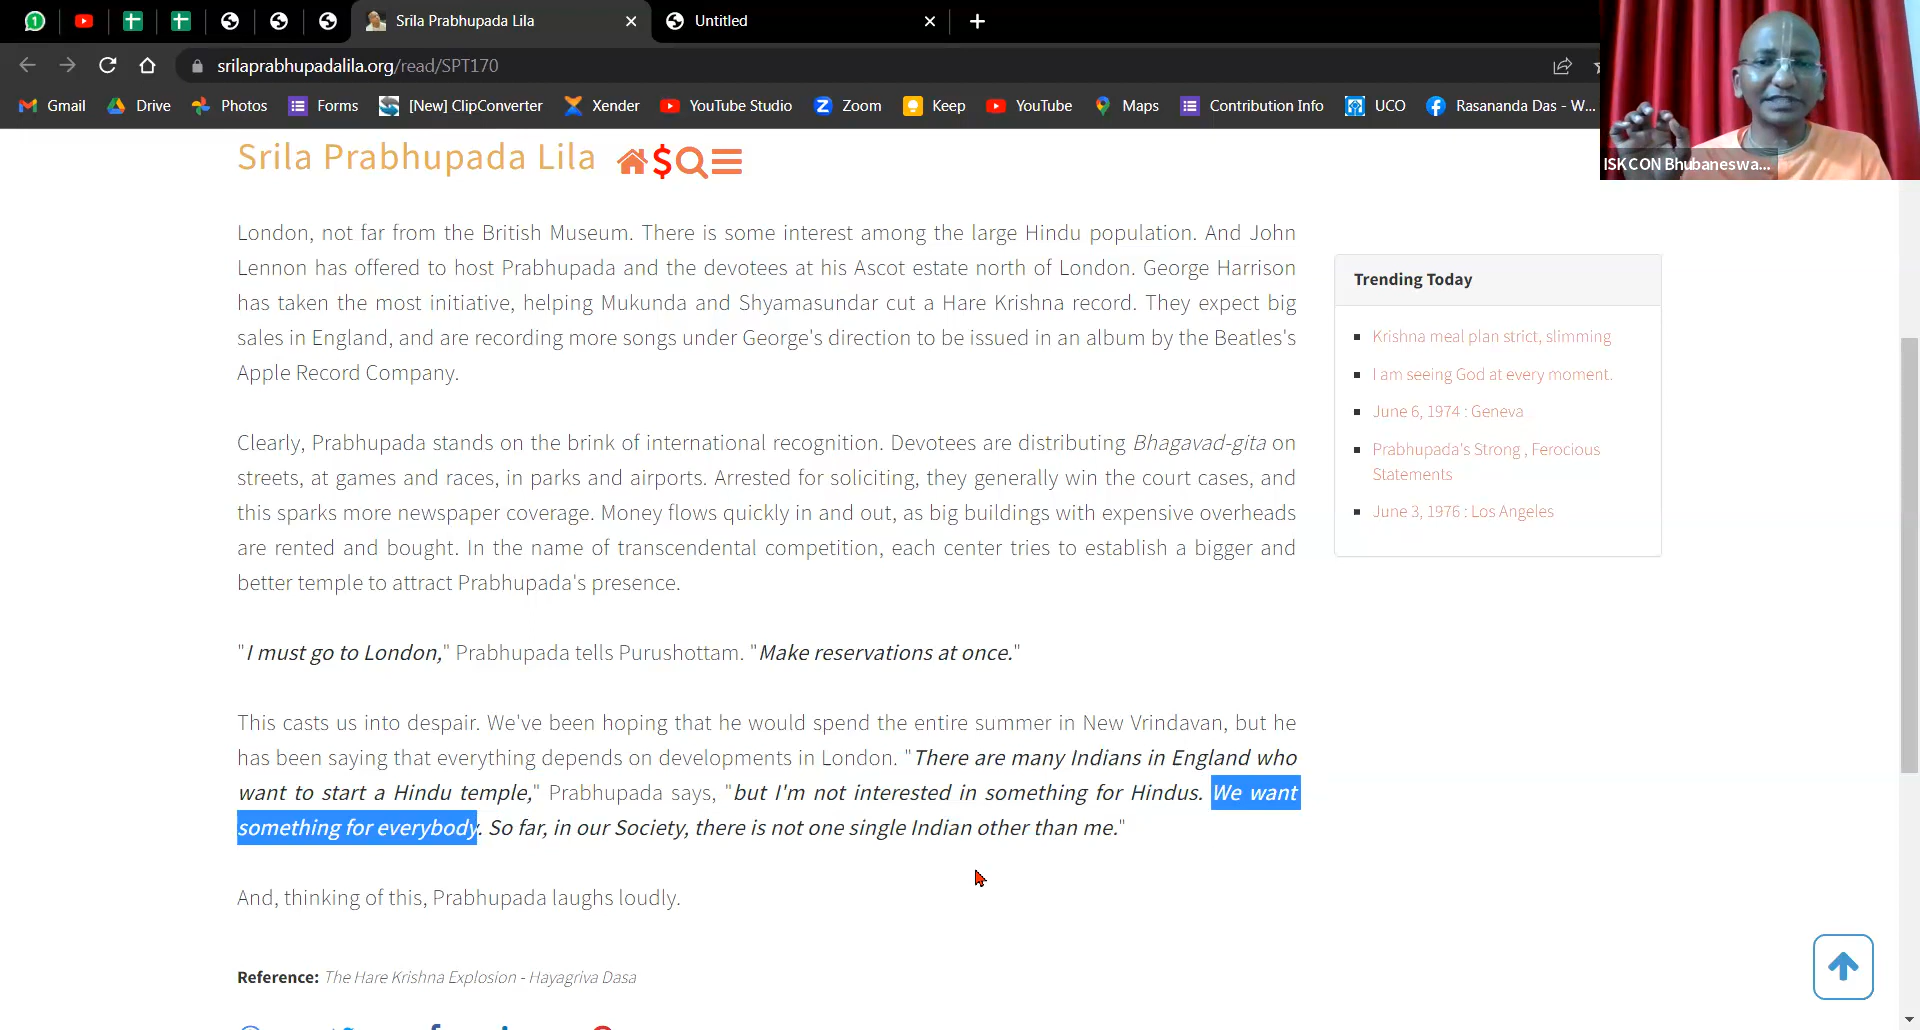 1
Srila Prabhupada Lila
Untitled
srilaprabhupadalila.org/read/SPT170
Gmail Drive Photos Forms [New] ClipConverter Xender YouTube Studio Zoom Keep YouTube Maps Contribution Info UCO Rasananda Das - W...
ISKCON Bhubaneswa...
Srila Prabhupada Lila
London, not far from the British Museum. There is some interest among the large Hindu population. And John
Lennon has offered to host Prabhupada and the devotees at his Ascot estate north of London. George Harrison
has taken the most initiative, helping Mukunda and Shyamasundar cut a Hare Krishna record. They expect big
sales in England, and are recording more songs under George's direction to be issued in an album by the Beatles's
Apple Record Company.
Clearly, Prabhupada stands on the brink of international recognition. Devotees are distributing Bhagavad-gita on
streets, at games and races, in parks and airports. Arrested for soliciting, they generally win the court cases, and
this sparks more newspaper coverage. Money flows quickly in and out, as big buildings with expensive overheads
are rented and bought. In the name of transcendental competition, each center tries to establish a bigger and
better temple to attract Prabhupada's presence.
"I must go to London," Prabhupada tells Purushottam. "Make reservations at once."
This casts us into despair. We've been hoping that he would spend the entire summer in New Vrindavan, but he
has been saying that everything depends on developments in London. "There are many Indians in England who
want to start a Hindu temple," Prabhupada says, "but I'm not interested in something for Hindus. We want
something for everybody. So far, in our Society, there is not one single Indian other than me."
And, thinking of this, Prabhupada laughs loudly.
Reference: The Hare Krishna Explosion - Hayagriva Dasa
Trending Today
Krishna meal plan strict, slimming
I am seeing God at every moment.
June 6, 1974 : Geneva
Prabhupada's Strong , Ferocious
Statements
June 3, 1976 : Los Angeles